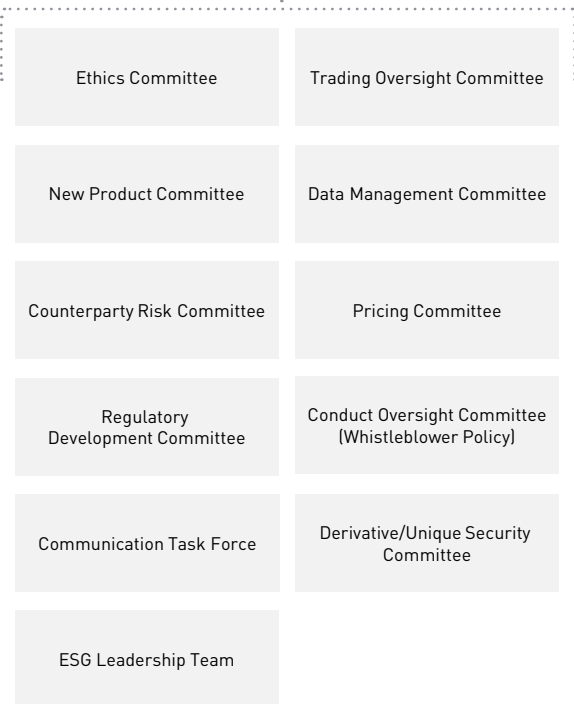 Ethics Committee
Trading Oversight Committee
New Product Committee
Data Management Committee
Counterparty Risk Committee
Pricing Committee
Regulatory
Development Committee
Conduct Oversight Committee
(Whistleblower Policy)
Communication Task Force
Derivative/Unique Security
Committee
ESG Leadership Team